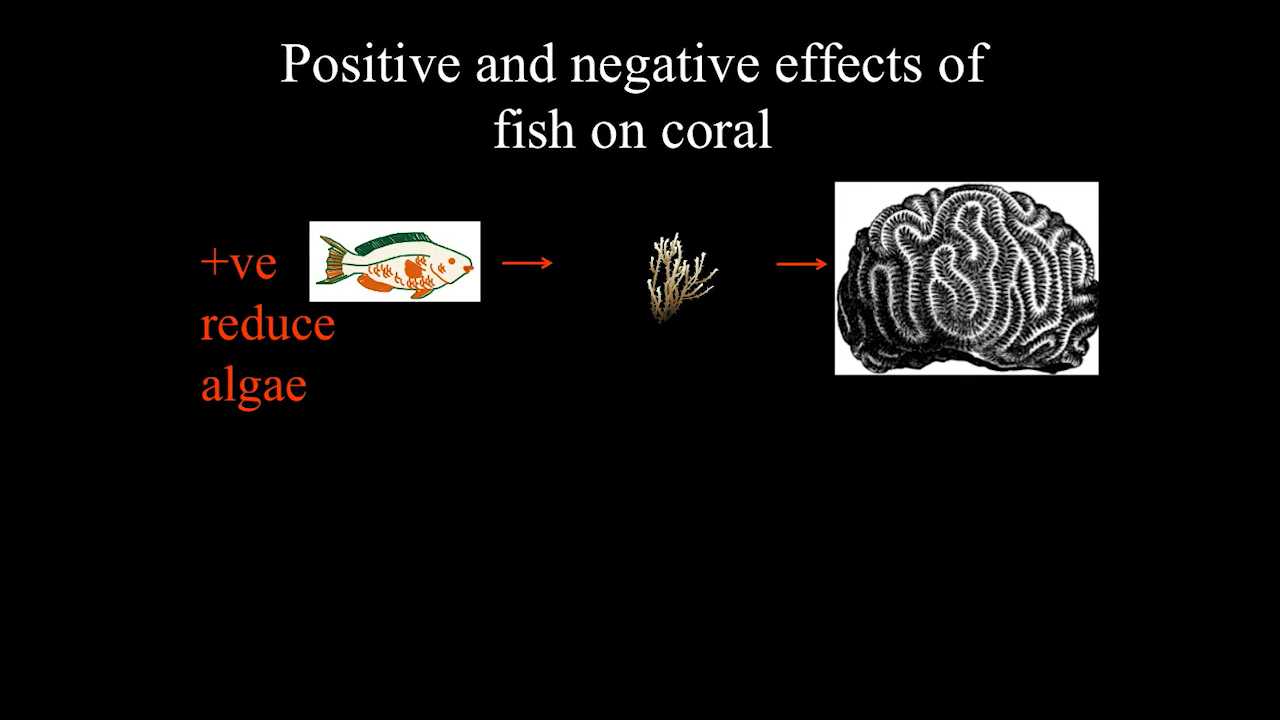 Positive and negative effects of
fish on coral
+ve
reduce
algae